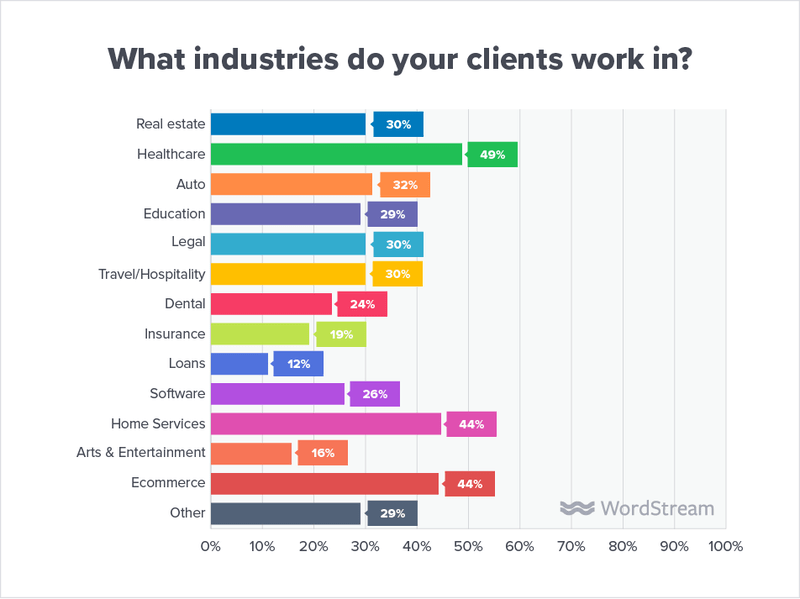 What industries do your clients work in?
Real estate 30%
Healthcare 49%
Auto 32%
Education 29%
Legal 30%
Travel/Hospitality 30%
Dental 24%
Insurance 19%
Loans 12%
Software 26%
Home Services 44%
Arts & Entertainment 16%
Ecommerce 44%
Other 29%
WordStream
0% 10% 20% 30% 40% 50% 60% 70% 80% 90% 100%